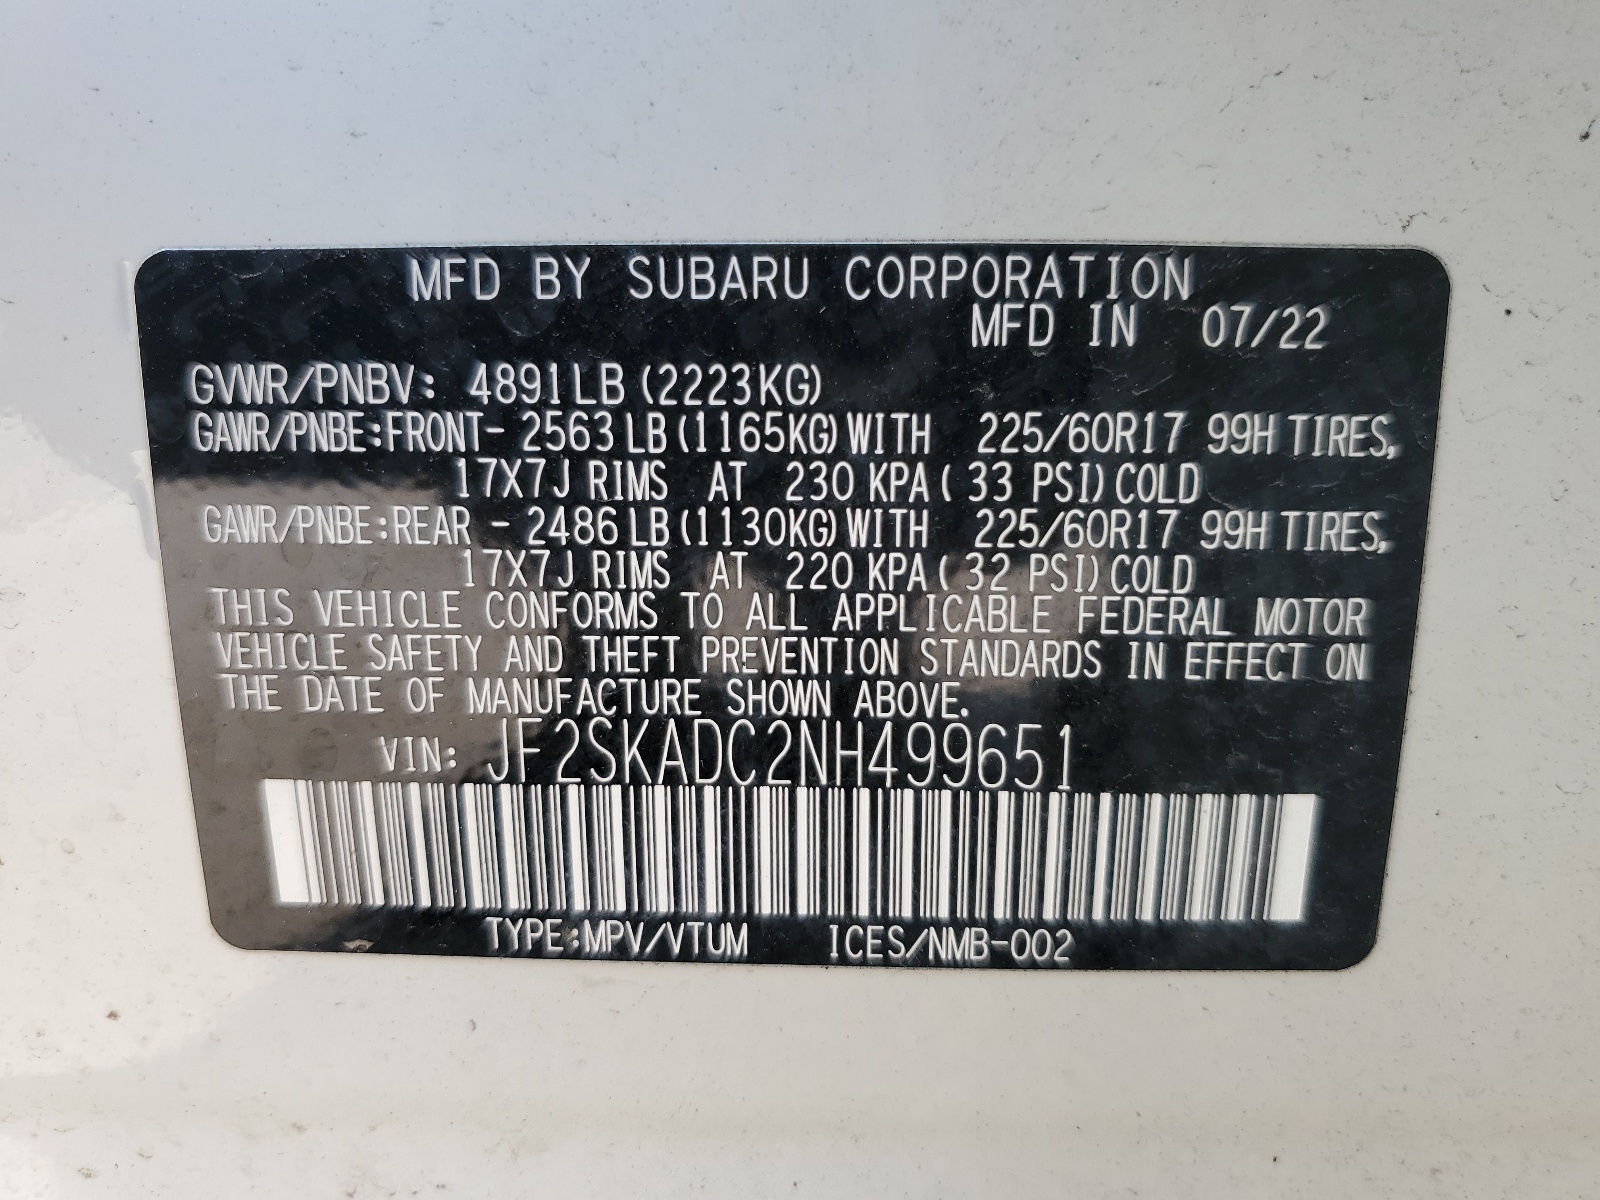 MFD BY SUBARU CORPORATION
MFD IN 07/22
GVWR/PNBV: 4891LB (2223KG)
GAWR/PNBE:FRONT- 2563 LB (1165KG) WITH 225/60R17 99H TIRES,
17X7J RIMS AT 230 KPA ( 33 PSI) COLD
GAWR/PNBE:REAR - 2486 LB (1130KG) WITH 225/60R17 99H TIRES,
17X7J RIMS AT 220 KPA ( 32 PSI) COLD
THIS VEHICLE CONFORMS TO ALL APPLICABLE FEDERAL MOTOR
VEHICLE SAFETY AND THEFT PREVENTION STANDARDS IN EFFECT ON
THE DATE OF MANUFACTURE SHOWN ABOVE.
VIN: JF2SKADC2NH499651
TYPE:MPV/VTUM ICES/NMB-002